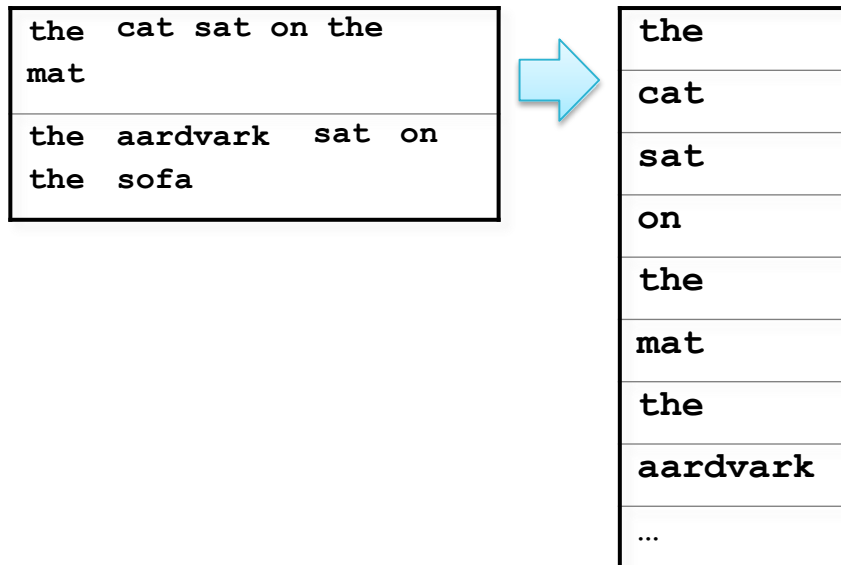 the cat sat on the
mat
the aardvark sat on
the sofa
the
cat
sat
on
the
mat
the
aardvark
…